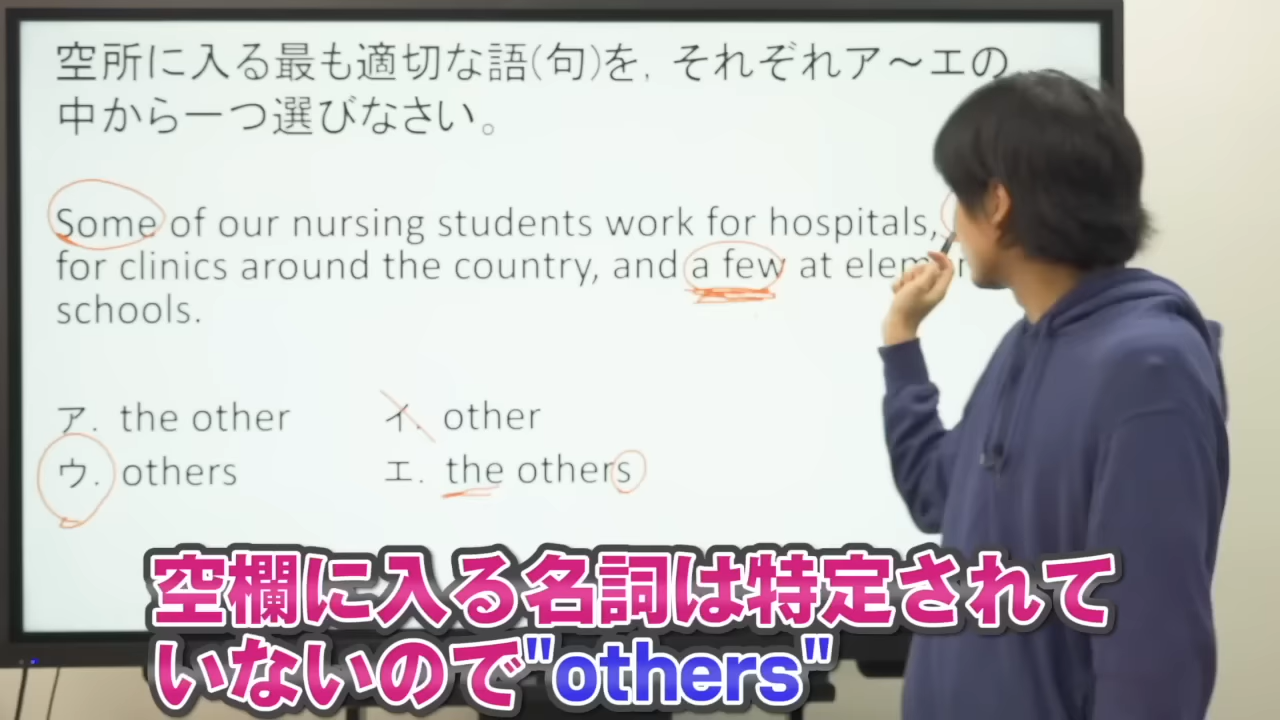 空所に入る最も適切な語(句)を，それぞれア～エの
中から一つ選びなさい。
Some of our nursing students work for hospitals,
for clinics around the country, and a few at elem
schools.
ア. the other
イ. other
ウ. others
エ. the others
空欄に入る名詞は特定されて
いないので"others"